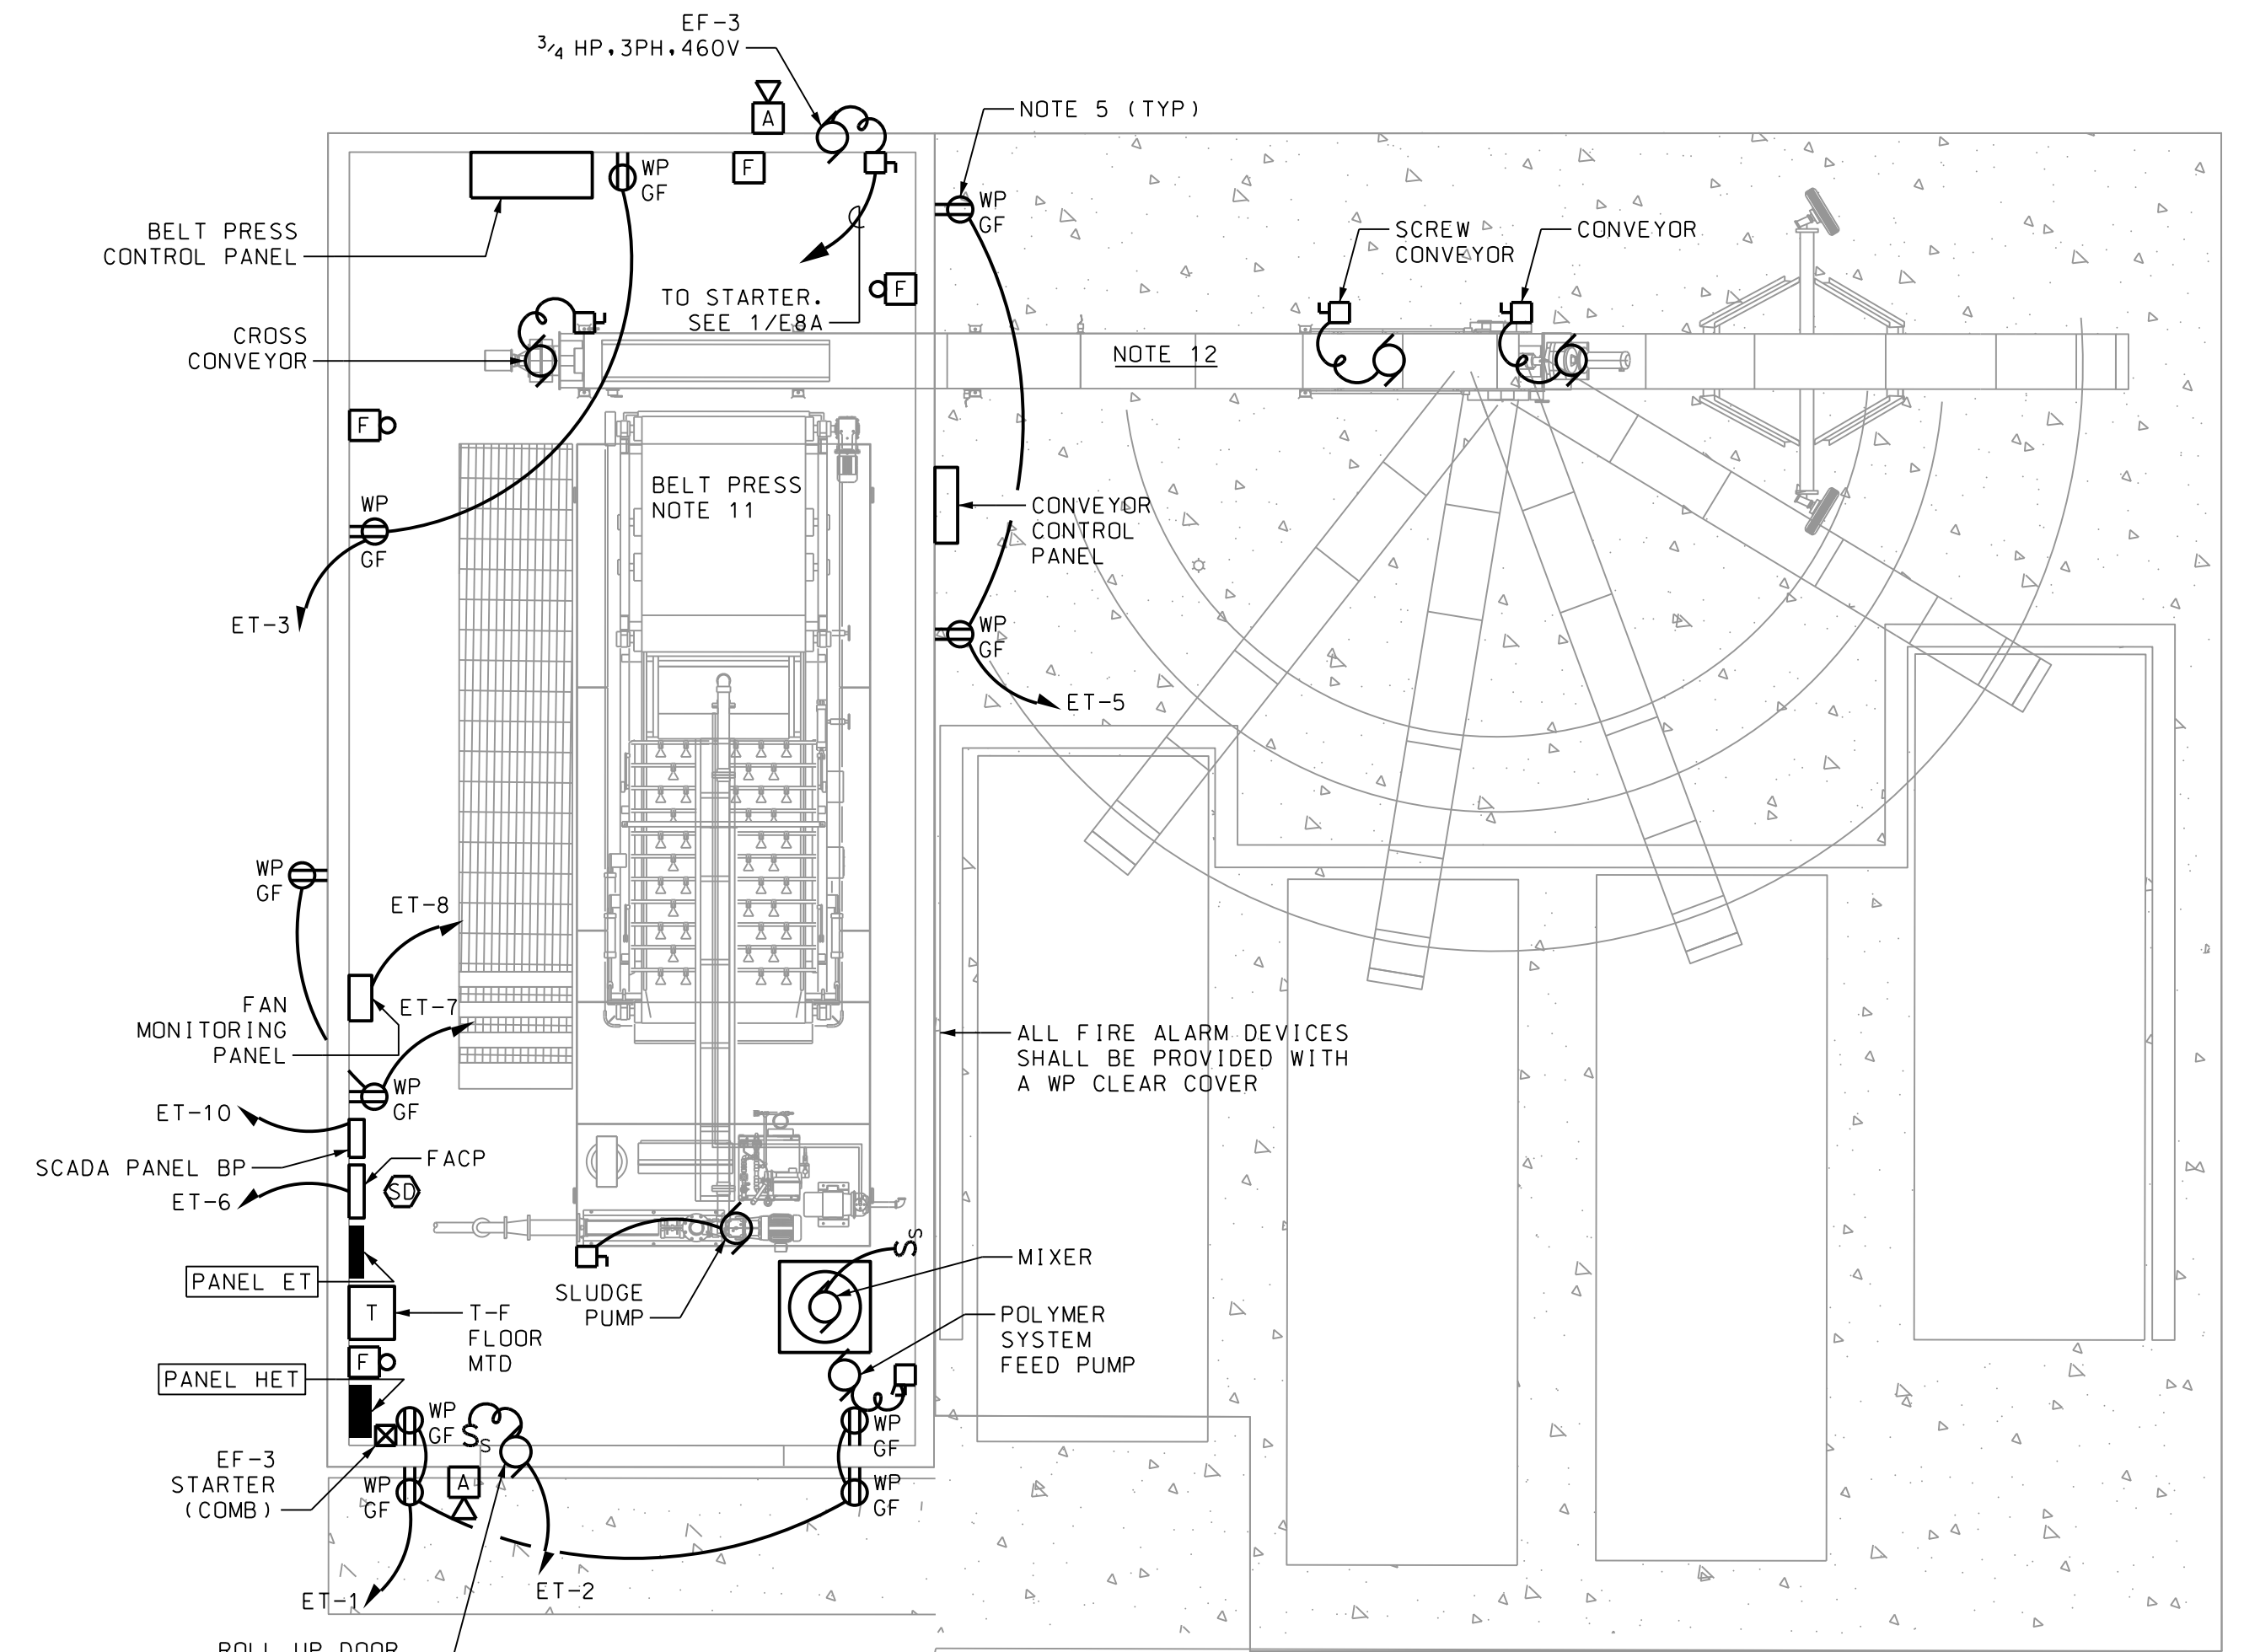 EF-3
3/4 HP,3PH,460V
A
NOTE 5 (TYP)
F
WP
GF
WP
GF
BELT PRESS
CONTROL PANEL
SCREW
CONVEYOR
CONVEYOR
F
TO STARTER.
SEE 1/E8A
CROSS
CONVEYOR
NOTE 12
F
BELT PRESS
NOTE 11
WP
GF
CONVEYOR
CONTROL
PANEL
ET-3
WP
GF
ET-5
WP
GF
ET-8
FAN
MONITORING
PANEL
ET-7
ALL FIRE ALARM DEVICES
SHALL BE PROVIDED WITH
A WP CLEAR COVER
WP
GF
ET-10
SCADA PANEL BP
FACP
SD
ET-6
SS
MIXER
PANEL ET
SLUDGE
PUMP
T
T-F
FLOOR
MTD
POLYMER
SYSTEM
FEED PUMP
F
PANEL HET
WP
GF
SS
WP
GF
EF-3
STARTER
(COMB)
WP
GF
A
WP
GF
ET-1
ET-2
ROLL UP DOOR